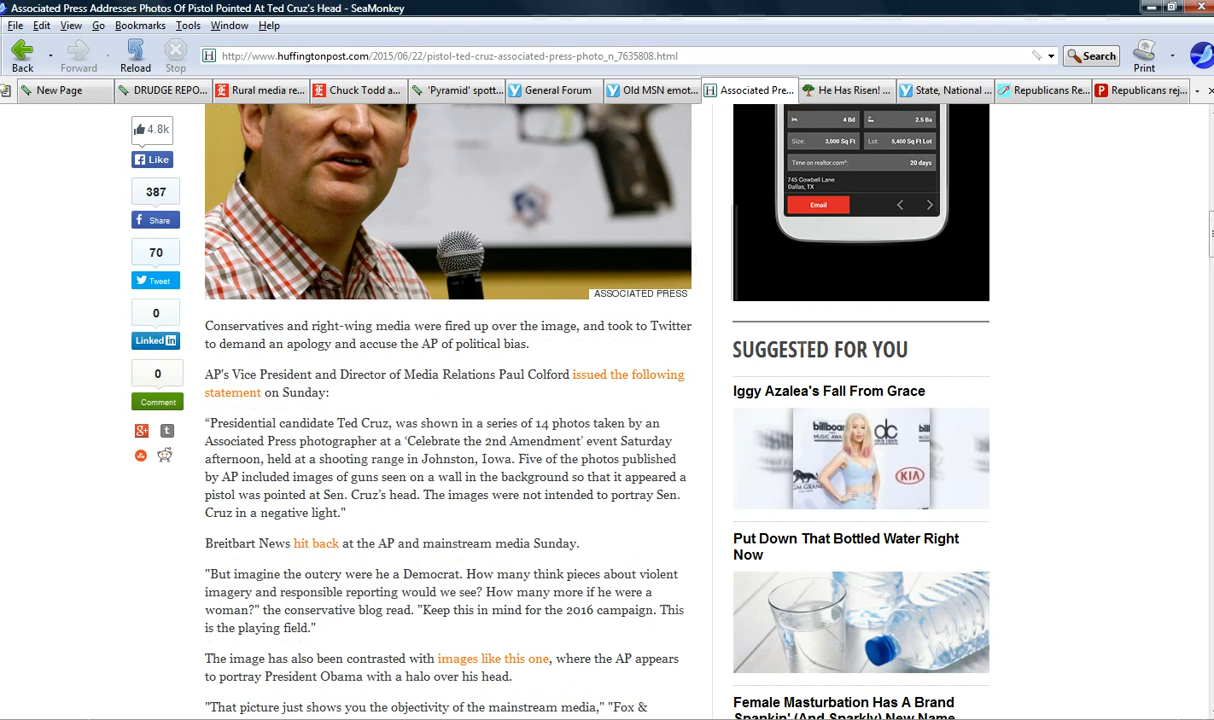 Associated Press Addresses Photos Of Pistol Pointed At Ted Cruz's Head - SeaMonkey
File Edit View Go Bookmarks Tools Window Help
http://www.huffingtonpost.com/2015/06/22/pistol-ted-cruz-associated-press-photo_n_7635808.html
Search
Back Forward Reload Stop Print
New Page DRUDGE REPO... Rural media re... Chuck Todd a... 'Pyramid' spott... General Forum Old MSN emot... Associated Pre... He Has Risen! ... State, National ... Republicans Re... Republicans rej...
4.8k
Like
387
Share
70
Tweet
0
Linked in
0
Comment
ASSOCIATED PRESS
Conservatives and right-wing media were fired up over the image, and took to Twitter
to demand an apology and accuse the AP of political bias.
AP's Vice President and Director of Media Relations Paul Colford issued the following
statement on Sunday:
“Presidential candidate Ted Cruz, was shown in a series of 14 photos taken by an
Associated Press photographer at a ‘Celebrate the 2nd Amendment’ event Saturday
afternoon, held at a shooting range in Johnston, Iowa. Five of the photos published
by AP included images of guns seen on a wall in the background so that it appeared a
pistol was pointed at Sen. Cruz’s head. The images were not intended to portray Sen.
Cruz in a negative light."
Breitbart News hit back at the AP and mainstream media Sunday.
"But imagine the outcry were he a Democrat. How many think pieces about violent
imagery and responsible reporting would we see? How many more if he were a
woman?" the conservative blog read. "Keep this in mind for the 2016 campaign. This
is the playing field."
The image has also been contrasted with images like this one, where the AP appears
to portray President Obama with a halo over his head.
"That picture just shows you the objectivity of the mainstream media," "Fox &
4 Bd 2.5 Ba
Size: 3,000 Sq Ft Lot: 5,400 Sq Ft Lot
Time on realtor.com® 20 days
745 Cowbell Lane
Dallas, TX
Email
SUGGESTED FOR YOU
Iggy Azalea's Fall From Grace
billboard
MUSIC AWARDS
dc
KIA
Put Down That Bottled Water Right
Now
Female Masturbation Has A Brand
Spankin' (And Sparkly) New Name